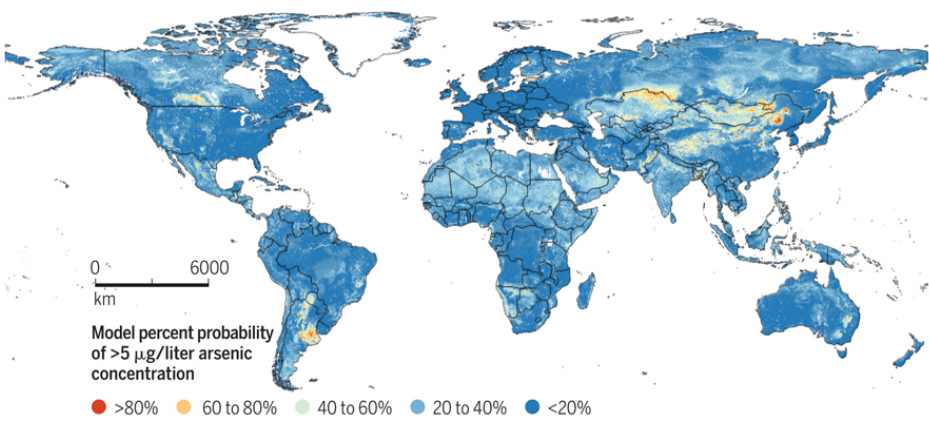 0 6000
km
Model percent probability
of >5 μg/liter arsenic
concentration
>80% 60 to 80% 40 to 60% 20 to 40% <20%